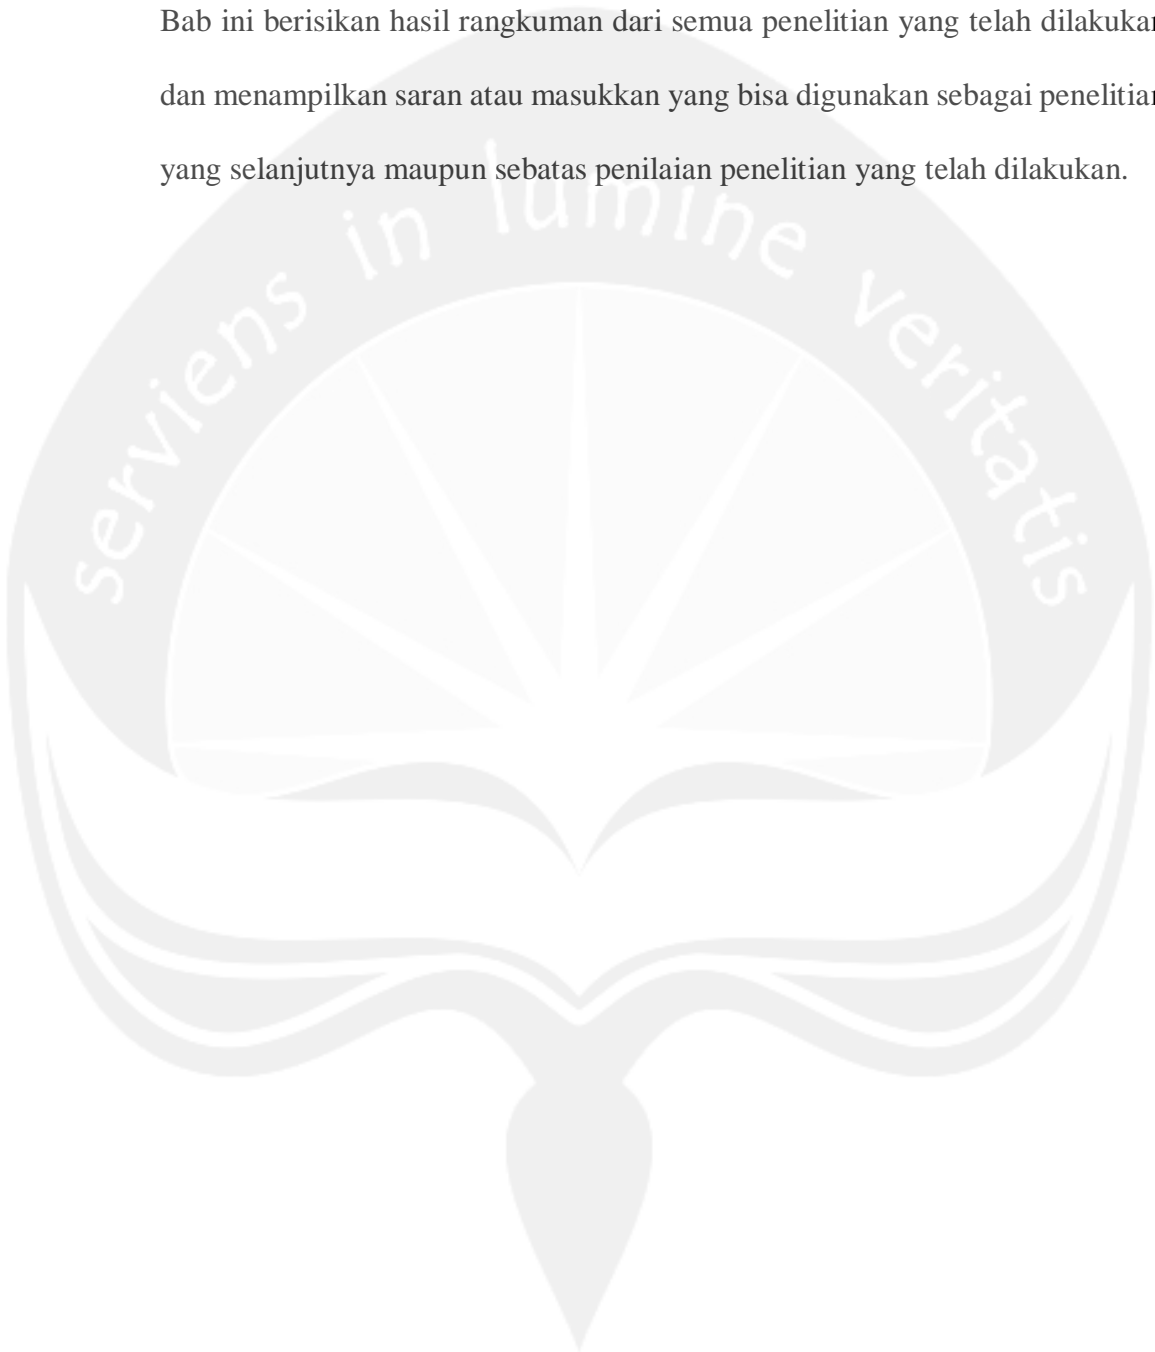 Bab ini berisikan hasil rangkuman dari semua penelitian yang telah dilakukan
dan menampilkan saran atau masukkan yang bisa digunakan sebagai penelitian
yang selanjutnya maupun sebatas penilaian penelitian yang telah dilakukan.
serviens in lumine veritatis